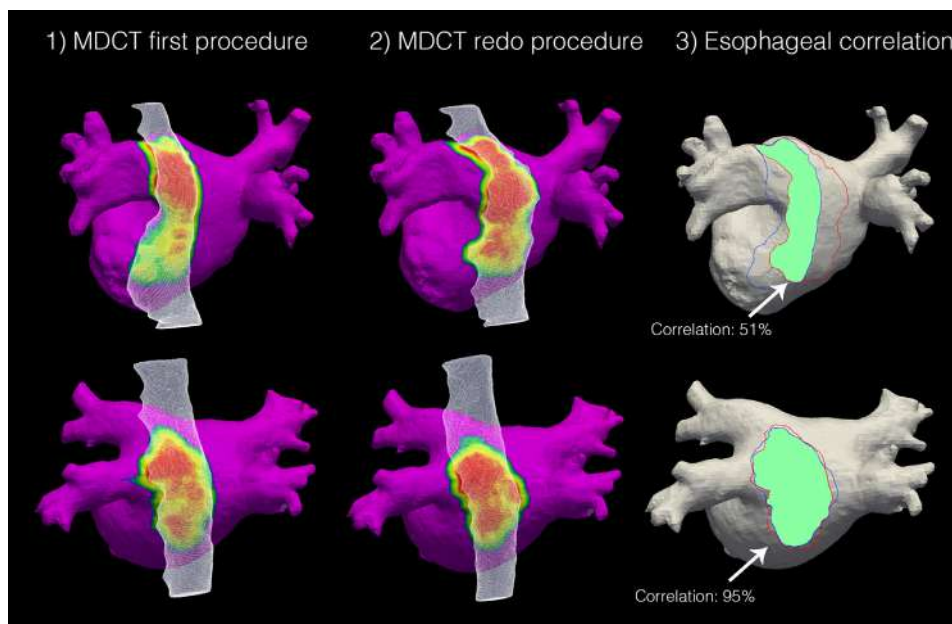 1) MDCT first procedure
2) MDCT redo procedure
3) Esophageal correlation
Correlation: 51%
Correlation: 95%